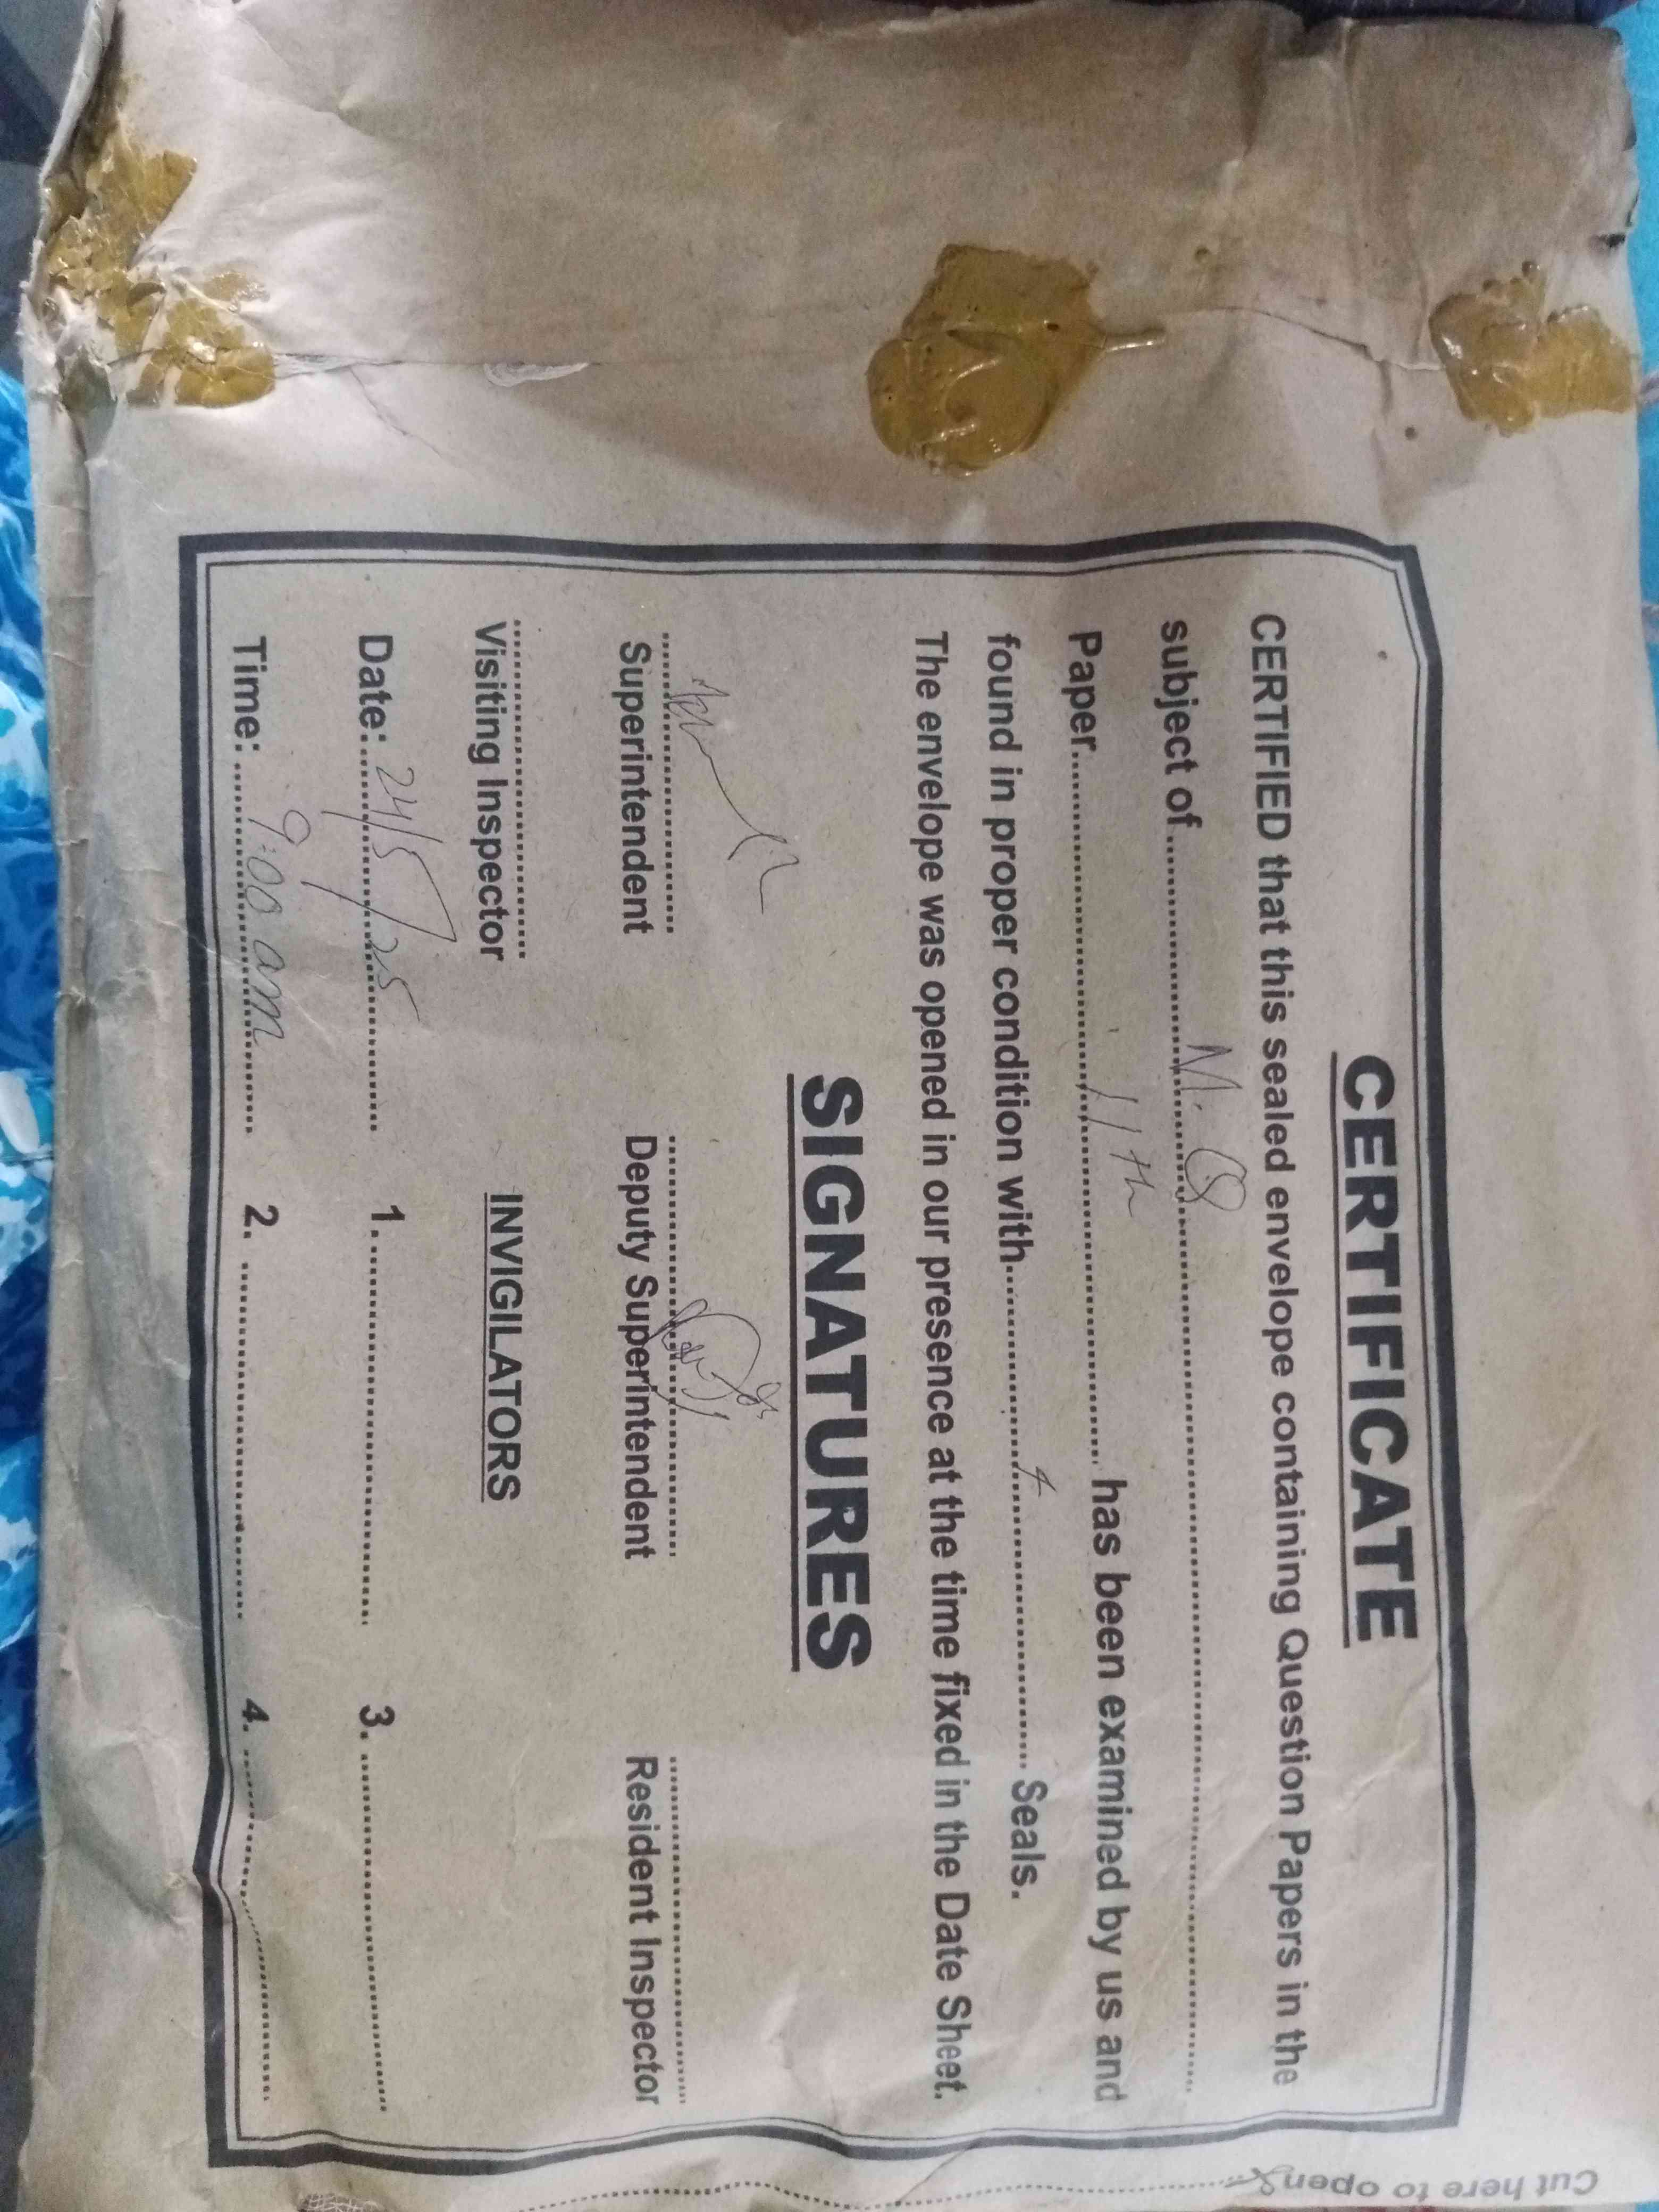 CERTIFICATE
CERTIFIED that this sealed envelope containing Question Papers in the
subject of........M.Q........
Paper........11th........ has been examined by us and
found in proper condition with........4........ Seals.
The envelope was opened in our presence at the time fixed in the Date Sheet.
SIGNATURES
Superintendent Deputy Superintendent Resident Inspector
Visiting Inspector INVIGILATORS
Date: 24/5/25 1. 3.
Time: 9:00 am 2. 4.
Cut here to open